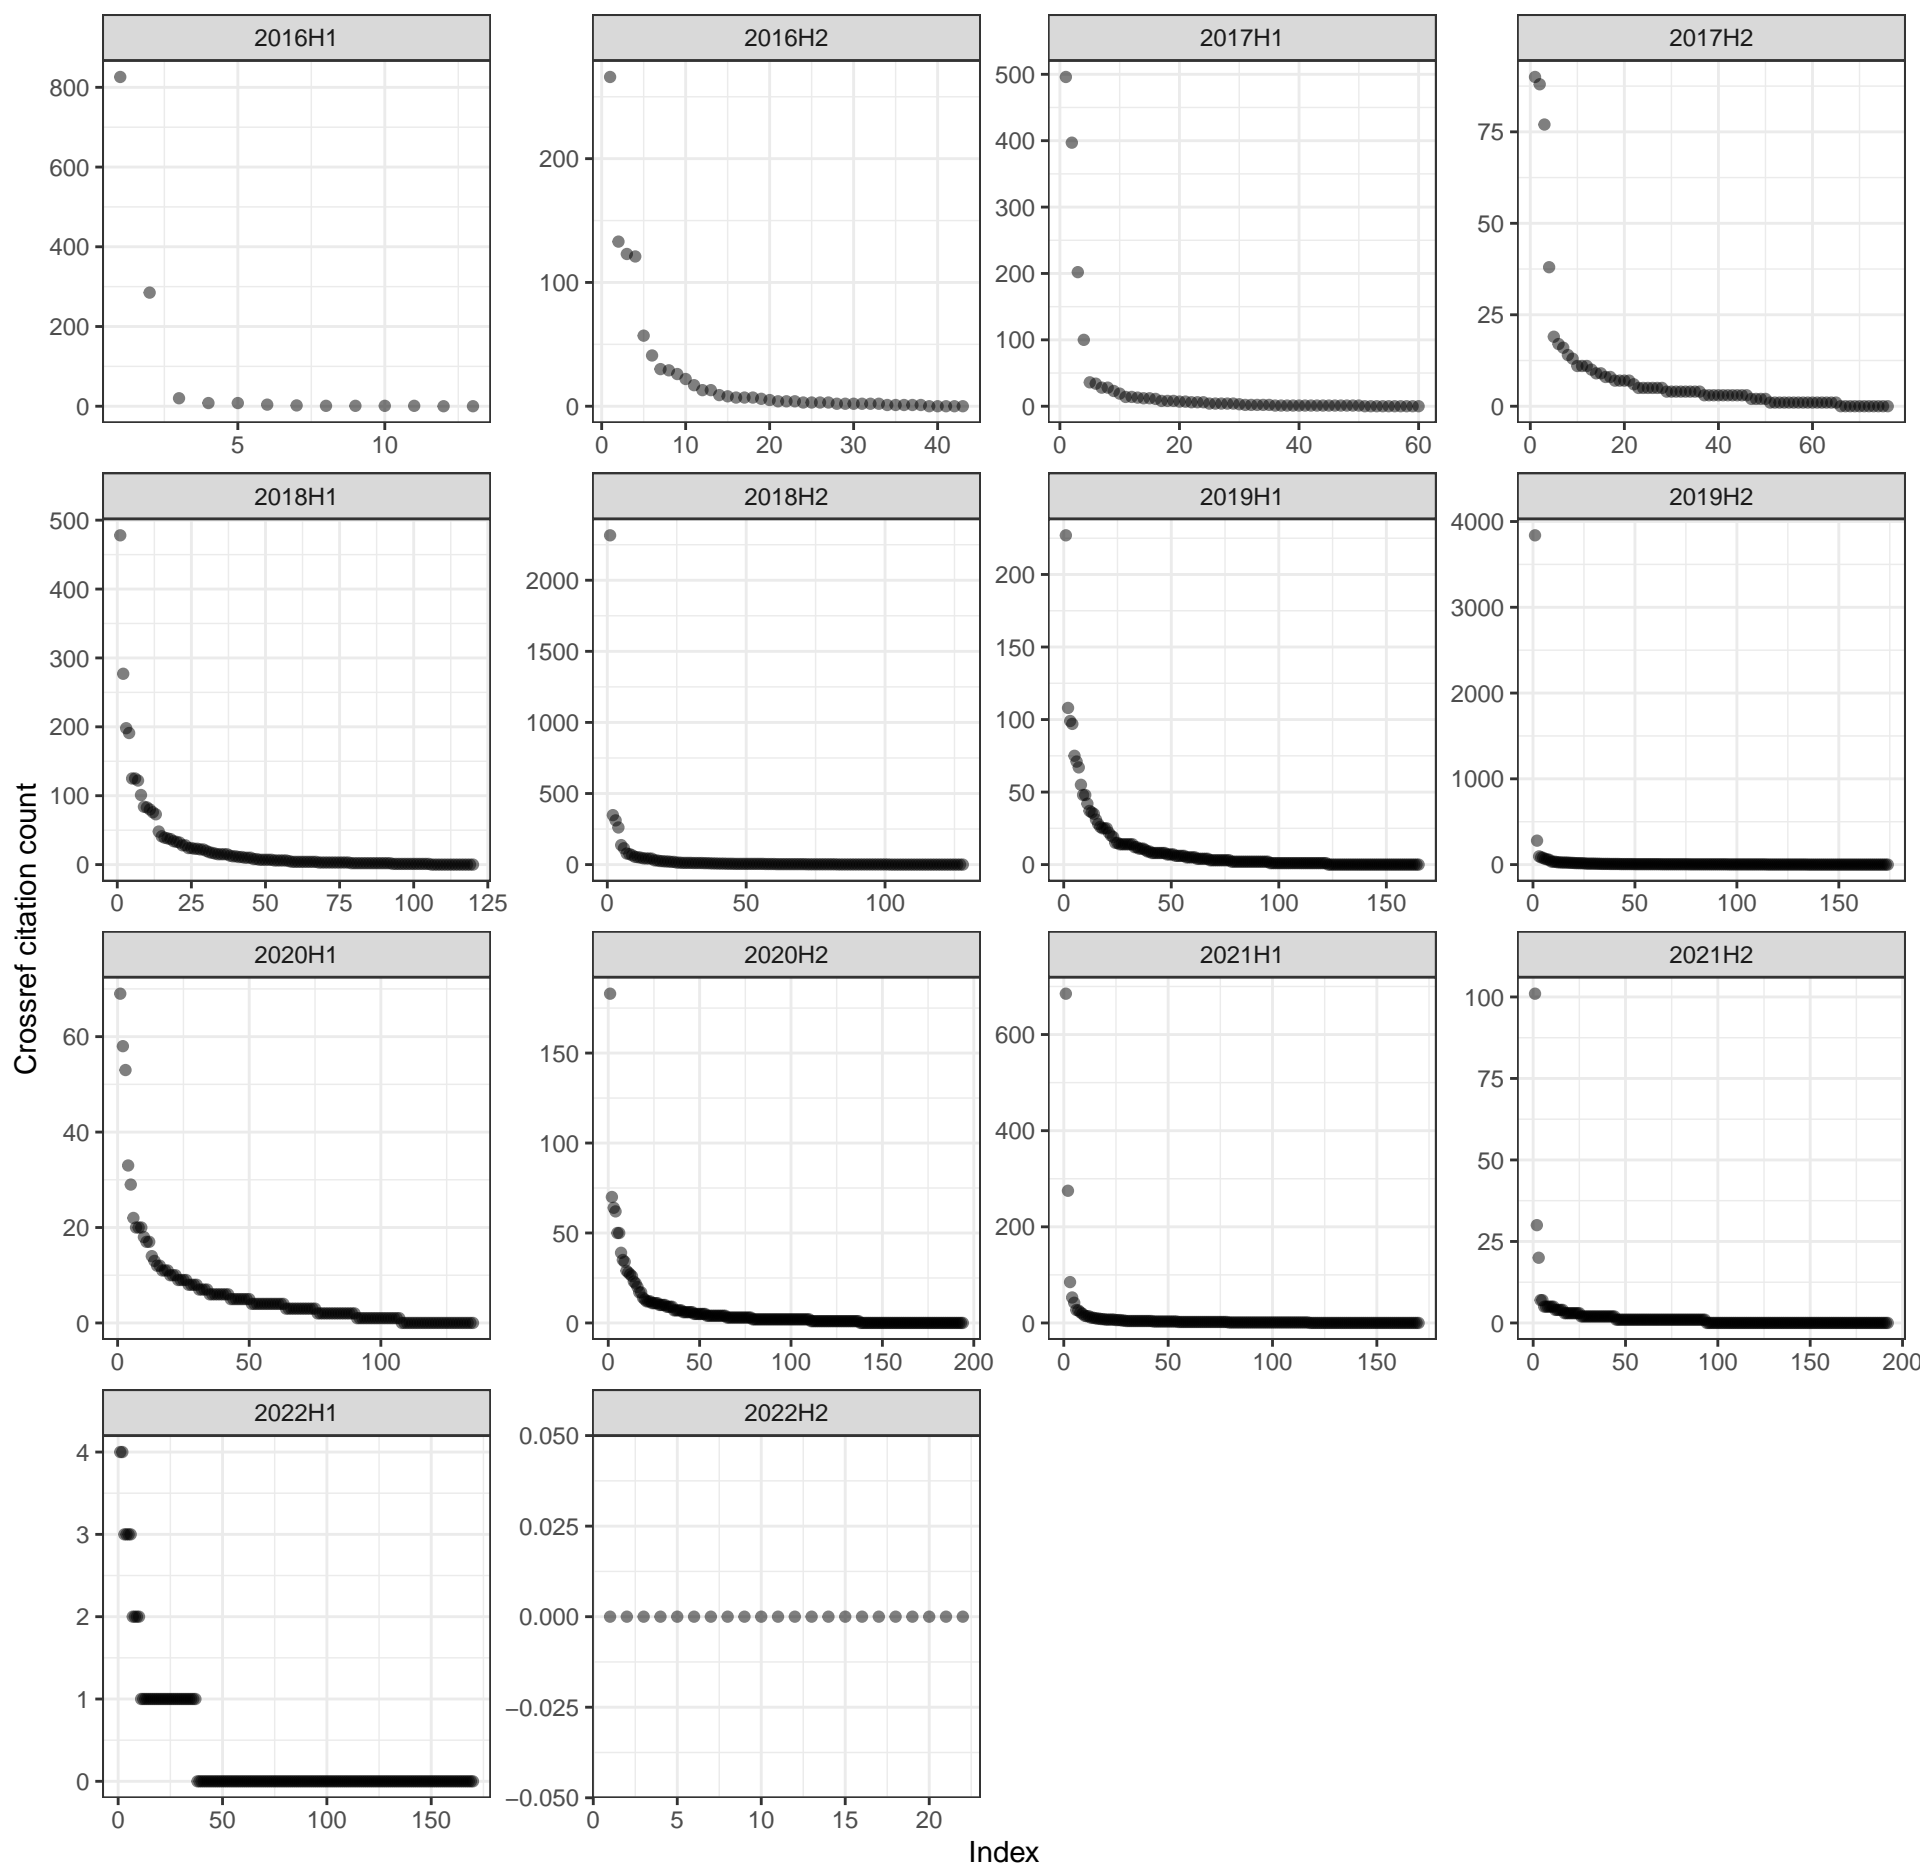 2016H1 2016H2 2017H1 2017H2
800 600 400 200 0
200 100 0
500 400 300 200 100 0
75 50 25 0
5 10
0 10 20 30 40
0 20 40 60
0 20 40 60
2018H1 2018H2 2019H1 2019H2
500 400 300 200 100 0
2000 1500 1000 500 0
200 150 100 50 0
4000 3000 2000 1000 0
0 25 50 75 100 125
0 50 100
0 50 100 150
0 50 100 150
Crossref citation count
2020H1 2020H2 2021H1 2021H2
60 40 20 0
150 100 50 0
600 400 200 0
100 75 50 25 0
0 50 100
0 50 100 150 200
0 50 100 150
0 50 100 150 200
2022H1 2022H2
4 3 2 1 0
0.050 0.025 0.000 −0.025 −0.050
0 50 100 150
0 5 10 15 20
Index